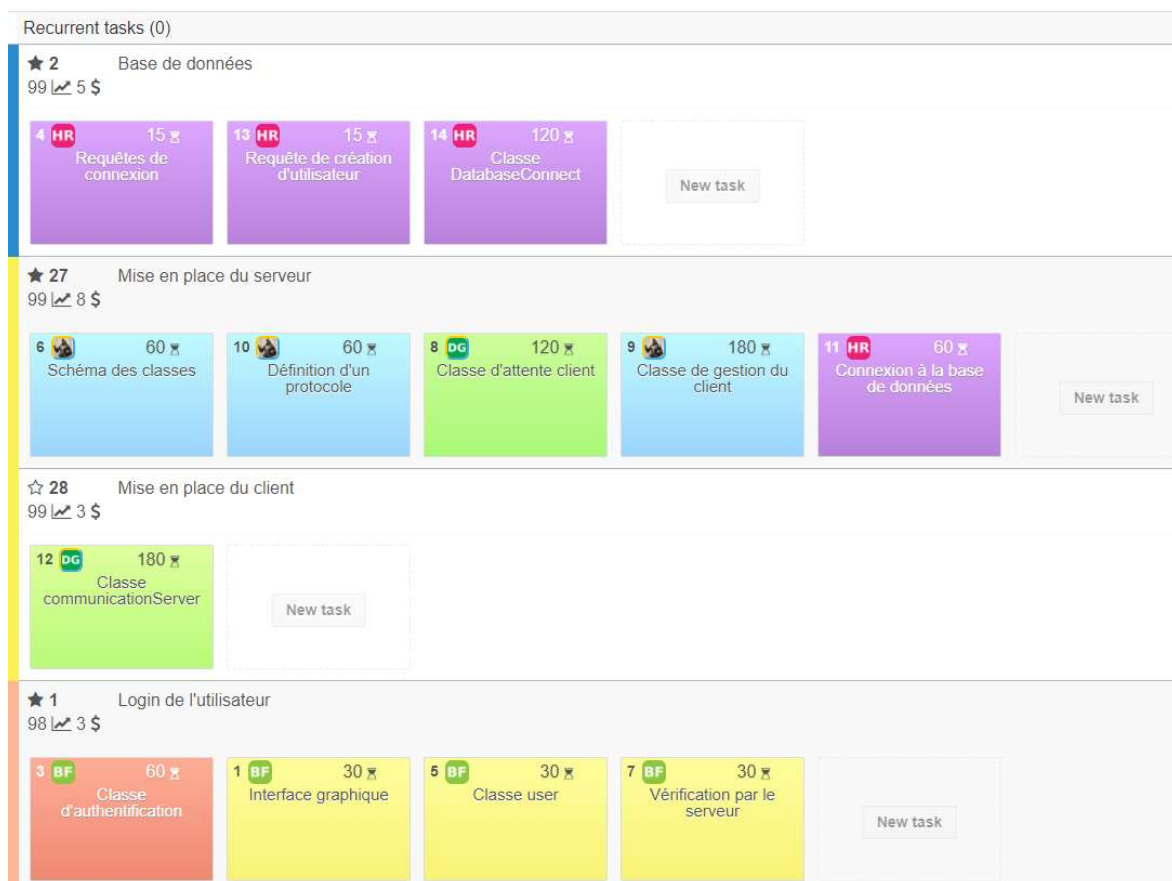 Recurrent tasks (0)
2 Base de données
99 5 $
4 HR 15
Requêtes de
connexion
13 HR 15
Requête de création
d'utilisateur
14 HR 120
Classe
DatabaseConnect
New task
27 Mise en place du serveur
99 8 $
6 60
Schéma des classes
10 60
Définition d'un
protocole
8 DG 120
Classe d'attente client
9 180
Classe de gestion du
client
11 HR 60
Connexion à la base
de données
New task
28 Mise en place du client
99 3 $
12 DG 180
Classe
communicationServer
New task
1 Login de l'utilisateur
98 3 $
3 BF 60
Classe
d'authentification
1 BF 30
Interface graphique
5 BF 30
Classe user
7 BF 30
Vérification par le
serveur
New task